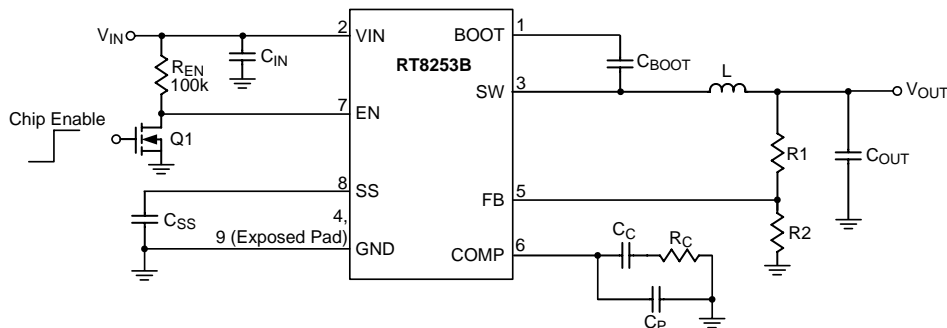 VIN
2
VIN
CIN
REN
100k
7
EN
Chip Enable
Q1
8
SS
CSS
4,
9 (Exposed Pad)
GND
RT8253B
BOOT
1
CBOOT
SW
3
L
VOUT
R1
COUT
FB
5
R2
COMP
6
CC
RC
CP